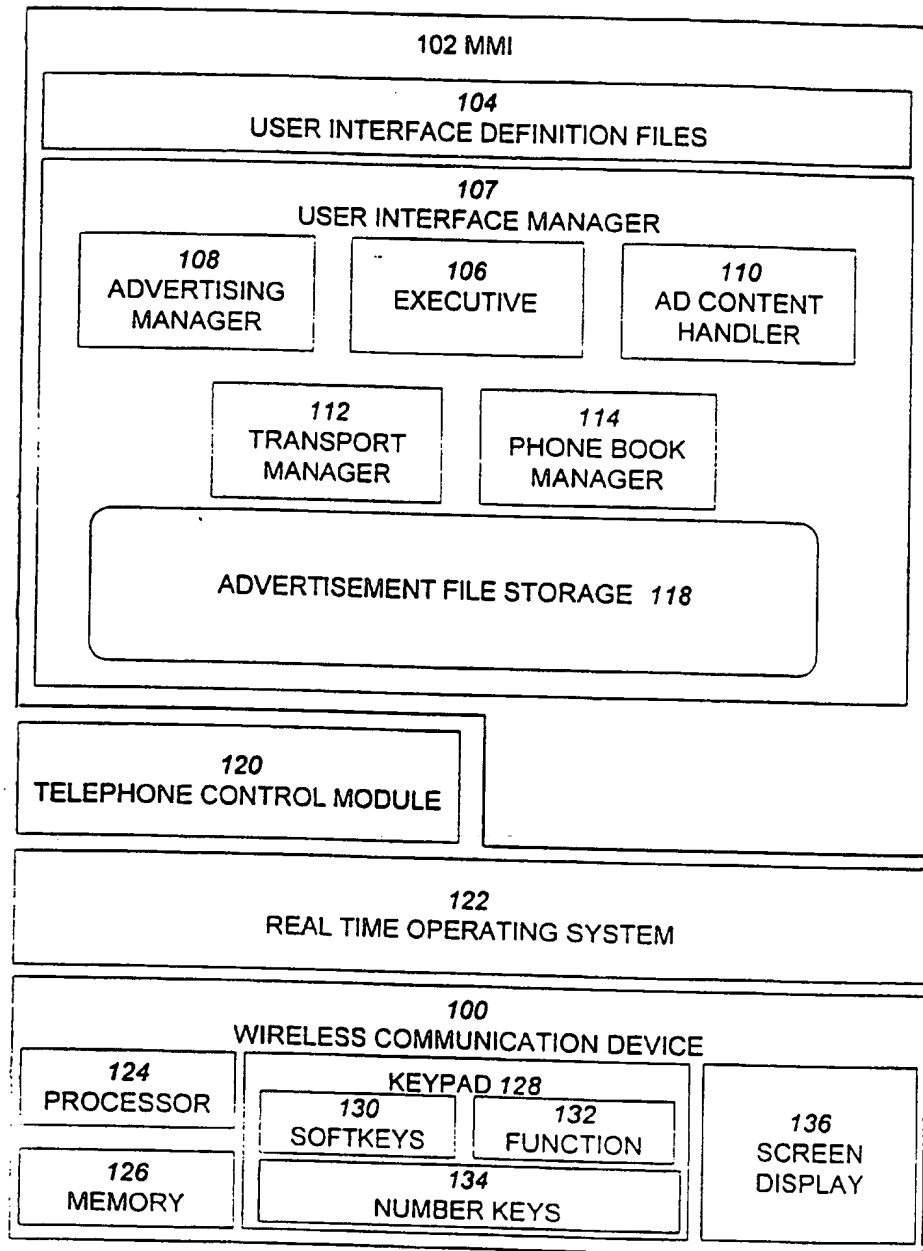 102 MMI
104
USER INTERFACE DEFINITION FILES
107
USER INTERFACE MANAGER
108
ADVERTISING
MANAGER
106
EXECUTIVE
110
AD CONTENT
HANDLER
112
TRANSPORT
MANAGER
114
PHONE BOOK
MANAGER
ADVERTISEMENT FILE STORAGE 118
120
TELEPHONE CONTROL MODULE
122
REAL TIME OPERATING SYSTEM
100
WIRELESS COMMUNICATION DEVICE
124
PROCESSOR
126
MEMORY
KEYPAD 128
130
SOFTKEYS
132
FUNCTION
134
NUMBER KEYS
136
SCREEN
DISPLAY